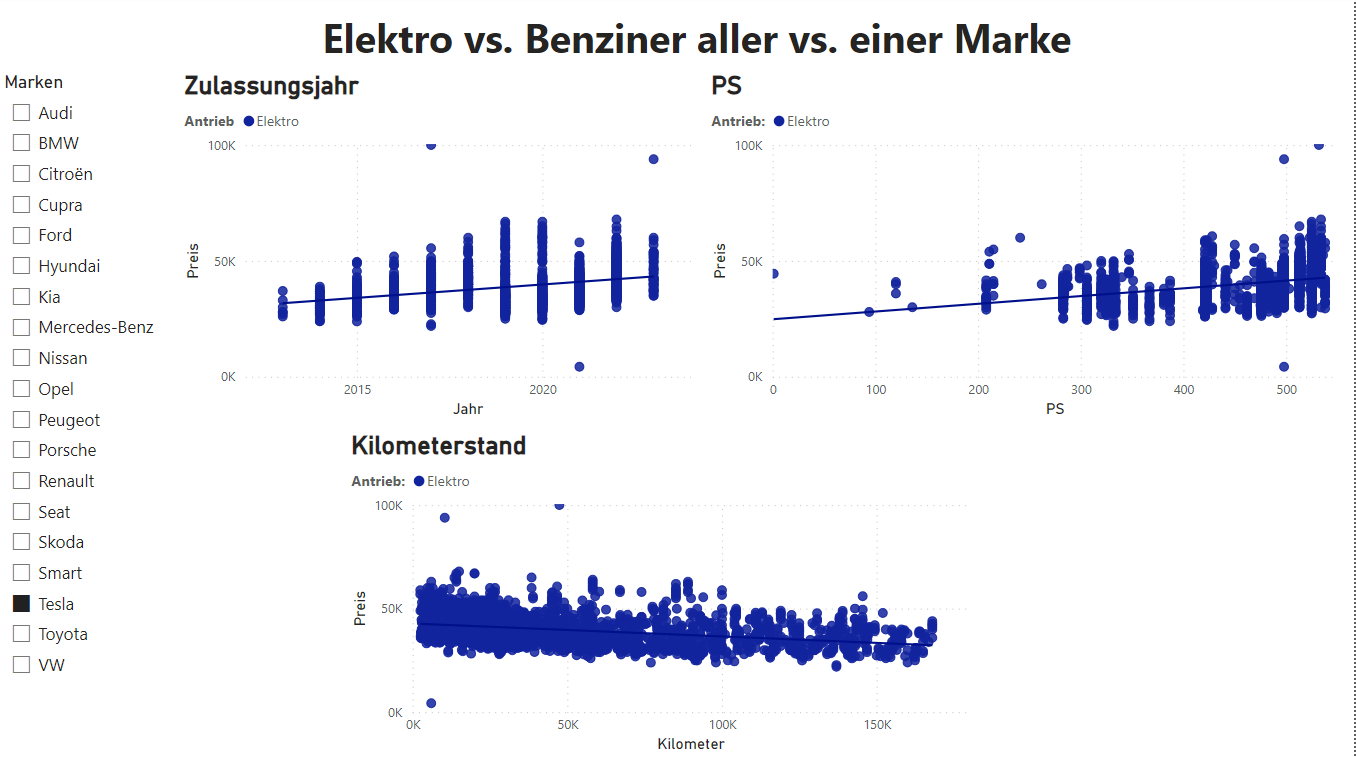 Elektro vs. Benziner aller vs. einer Marke
Marken
Audi
BMW
Citroën
Cupra
Ford
Hyundai
Kia
Mercedes-Benz
Nissan
Opel
Peugeot
Porsche
Renault
Seat
Skoda
Smart
Tesla
Toyota
VW
Zulassungsjahr
Antrieb Elektro
100K
50K
0K
Preis
2015 2020
Jahr
PS
Antrieb: Elektro
100K
50K
0K
Preis
0 100 200 300 400 500
PS
Kilometerstand
Antrieb: Elektro
100K
50K
0K
Preis
0K 50K 100K 150K
Kilometer